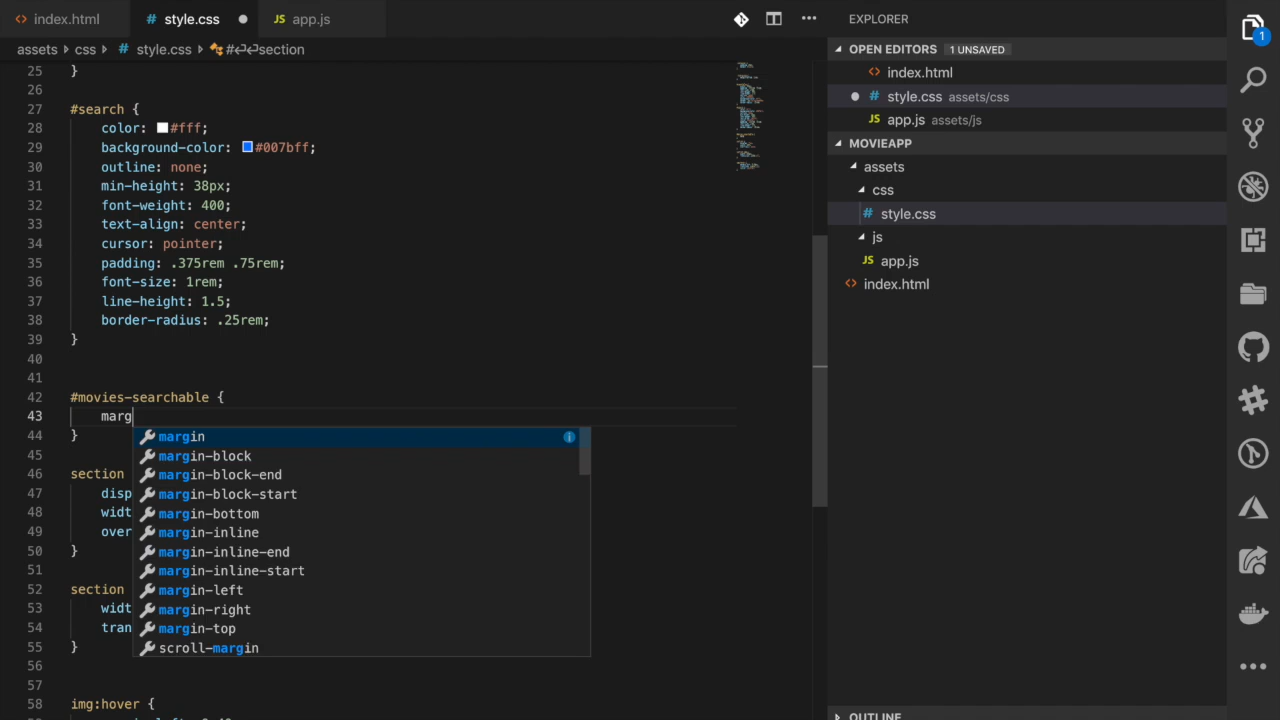 index.html
style.css
JS app.js
assets css # style.css #section
25 }
26
27 #search {
28 color: #fff;
29 background-color: #007bff;
30 outline: none;
31 min-height: 38px;
32 font-weight: 400;
33 text-align: center;
34 cursor: pointer;
35 padding: .375rem .75rem;
36 font-size: 1rem;
37 line-height: 1.5;
38 border-radius: .25rem;
39 }
40
41
42 #movies-searchable {
43 marg
44 }
45
46 section
47 disp
48 widt
49 over
50 }
51
52 section
53 widt
54 tran
55 }
56
57
58 img:hover {
margin
margin-block
margin-block-end
margin-block-start
margin-bottom
margin-inline
margin-inline-end
margin-inline-start
margin-left
margin-right
margin-top
scroll-margin
EXPLORER
OPEN EDITORS 1 UNSAVED
index.html
# style.css assets/css
JS app.js assets/js
MOVIEAPP
assets
css
# style.css
js
JS app.js
index.html
OUTLINE
1